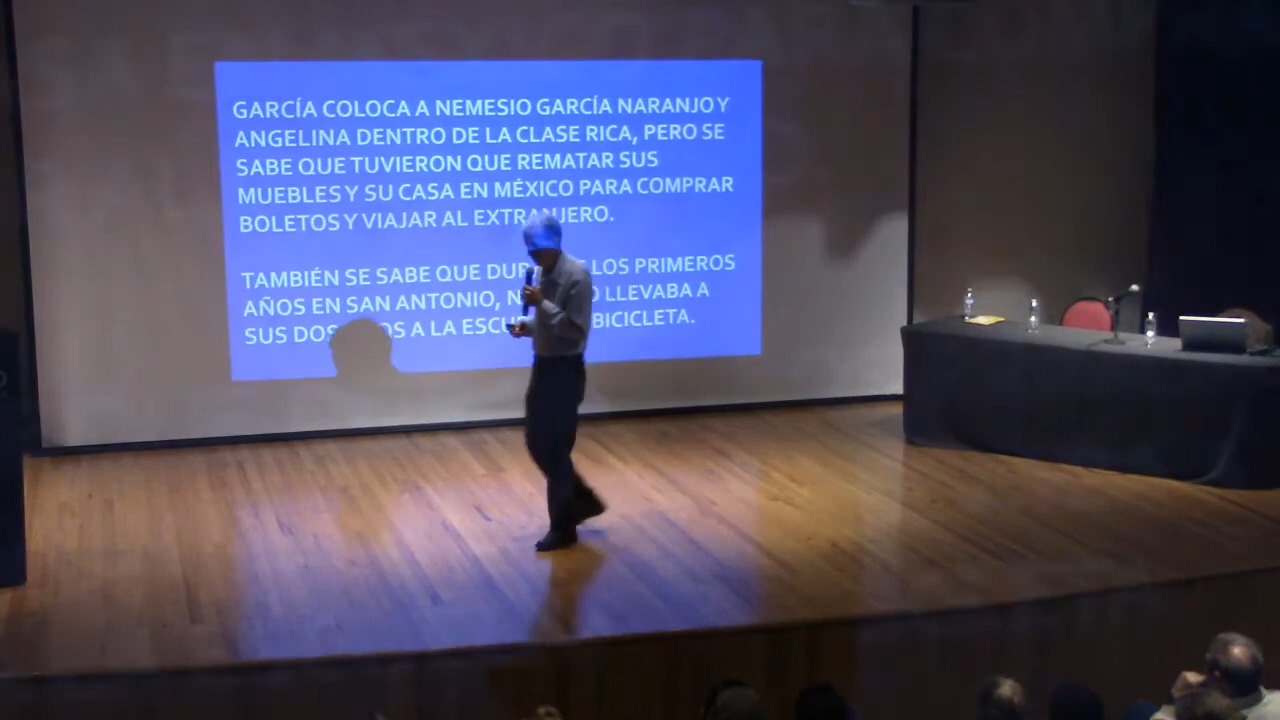 GARCÍA COLOCA A NEMESIO GARCÍA NARANJO Y
ANGELINA DENTRO DE LA CLASE RICA, PERO SE
SABE QUE TUVIERON QUE REMATAR SUS
MUEBLES Y SU CASA EN MÉXICO PARA COMPRAR
BOLETOS Y VIAJAR AL EXTRANJERO.
TAMBIÉN SE SABE QUE LOS PRIMEROS
AÑOS EN SAN ANTONIO, LLEVABA A
SUS DOS A LA BICICLETA.